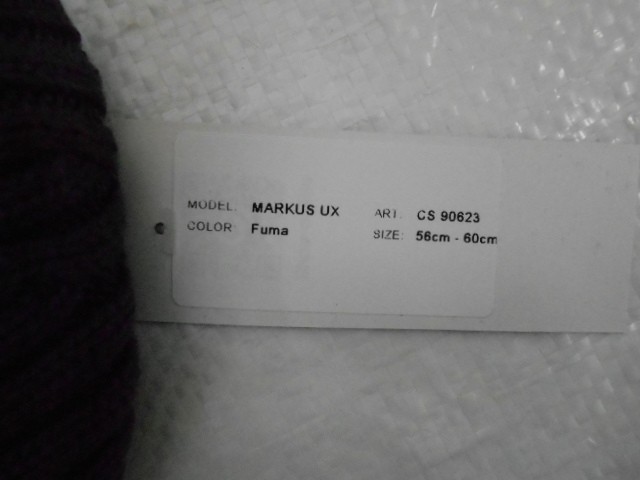 MODEL: MARKUS UX ART. CS 90623
COLOR: Fuma SIZE: 56cm - 60cm